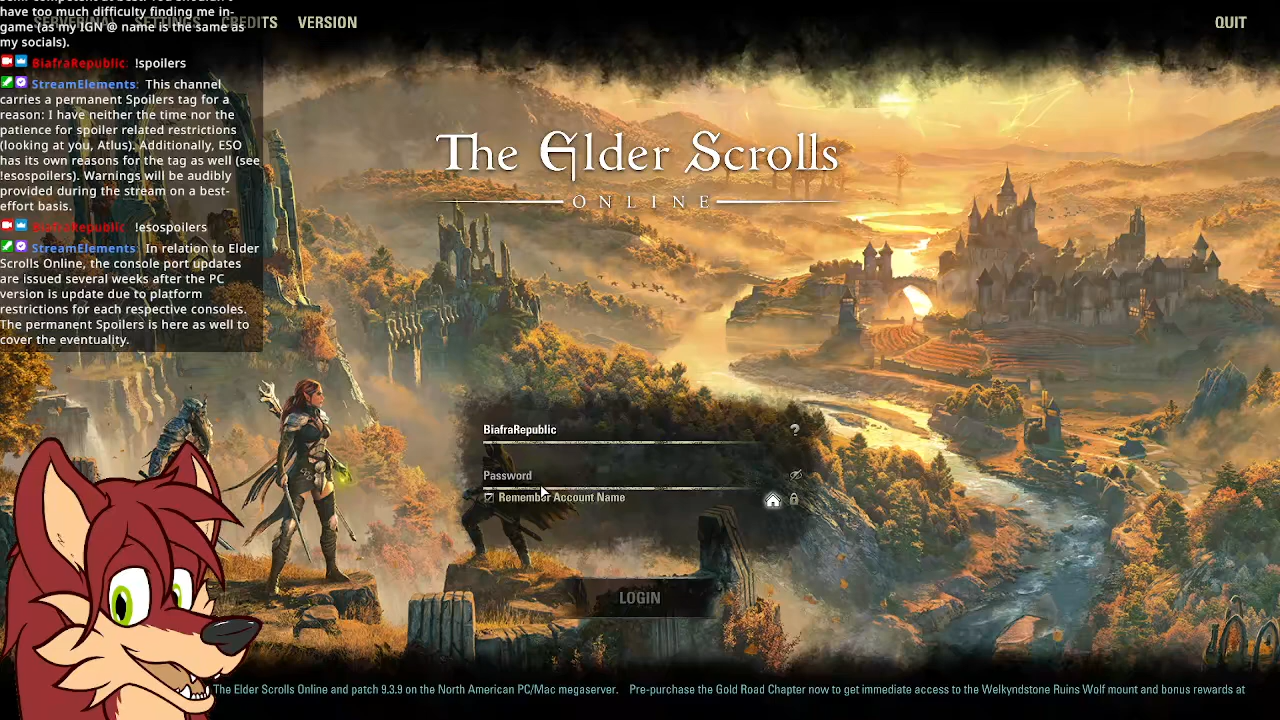 SETTINGS CREDITS VERSION QUIT
have too much difficulty finding me in-
game (as my IGN @ name is the same as
my socials).
BiafraRepublic: !spoilers
StreamElements: This channel
carries a permanent Spoilers tag for a
reason: I have neither the time nor the
patience for spoiler related restrictions
(looking at you, Atlus). Additionally, ESO
has its own reasons for the tag as well (see
!esospoilers). Warnings will be audibly
provided during the stream on a best-
effort basis.
BiafraRepublic: !esospoilers
StreamElements: In relation to Elder
Scrolls Online, the console port updates
are issued several weeks after the PC
version is update due to platform
restrictions for each respective consoles.
The permanent Spoilers is here as well to
cover the eventuality.
The Elder Scrolls
ONLINE
BiafraRepublic ?
Password
Remember Account Name
LOGIN
The Elder Scrolls Online and patch 9.3.9 on the North American PC/Mac megaserver. Pre-purchase the Gold Road Chapter now to get immediate access to the Welkyndstone Ruins Wolf mount and bonus rewards at